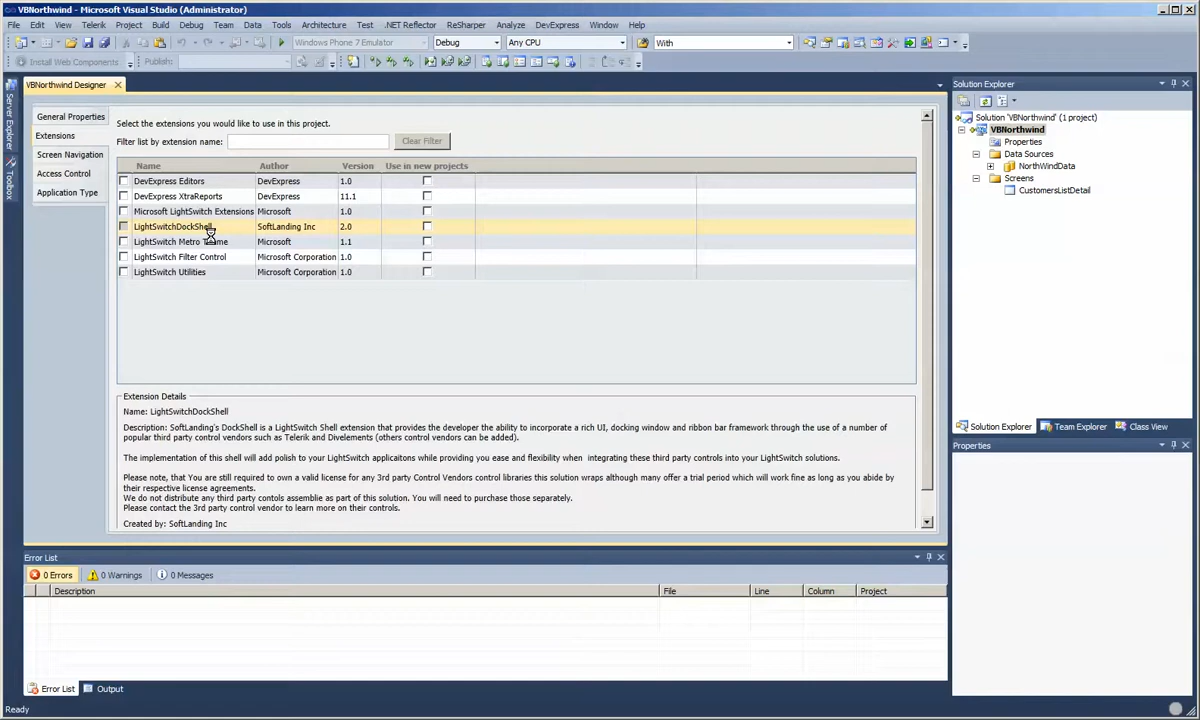 VBNorthwind - Microsoft Visual Studio (Administrator)
File Edit View Telerik Project Build Debug Team Data Tools Architecture Test .NET Reflector ReSharper Analyze DevExpress Window Help
Windows Phone 7 Emulator Debug Any CPU With
Install Web Components Publish:
VBNorthwind Designer
Server Explorer
Toolbox
General Properties
Extensions
Screen Navigation
Access Control
Application Type
Select the extensions you would like to use in this project.
Filter list by extension name: Clear Filter
Name Author Version Use in new projects
DevExpress Editors DevExpress 1.0
DevExpress XtraReports DevExpress 11.1
Microsoft LightSwitch Extensions Microsoft 1.0
LightSwitchDockShell SoftLanding Inc 2.0
LightSwitch Metro Theme Microsoft 1.1
LightSwitch Filter Control Microsoft Corporation 1.0
LightSwitch Utilities Microsoft Corporation 1.0
Extension Details
Name: LightSwitchDockShell
Description: SoftLanding's DockShell is a LightSwitch Shell extension that provides the developer the ability to incorporate a rich UI, docking window and ribbon bar framework through the use of a number of
popular third party control vendors such as Telerik and Divelements (others control vendors can be added).
The implementation of this shell will add polish to your LightSwitch applicaitons while providing you ease and flexibility when integrating these third party controls into your LightSwitch solutions.
Please note, that You are still required to own a valid license for any 3rd party Control Vendors control libraries this solution wraps although many offer a trial period which will work fine as long as you abide by
their respective license agreements.
We do not distribute any third party contols assemblie as part of this solution. You will need to purchase those separately.
Please contact the 3rd party control vendor to learn more on their controls.
Created by: SoftLanding Inc
Solution Explorer
Solution 'VBNorthwind' (1 project)
VBNorthwind
Properties
Data Sources
NorthWindData
Screens
CustomersListDetail
Solution Explorer Team Explorer Class View
Properties
Error List
0 Errors 0 Warnings 0 Messages
Description File Line Column Project
Error List Output
Ready